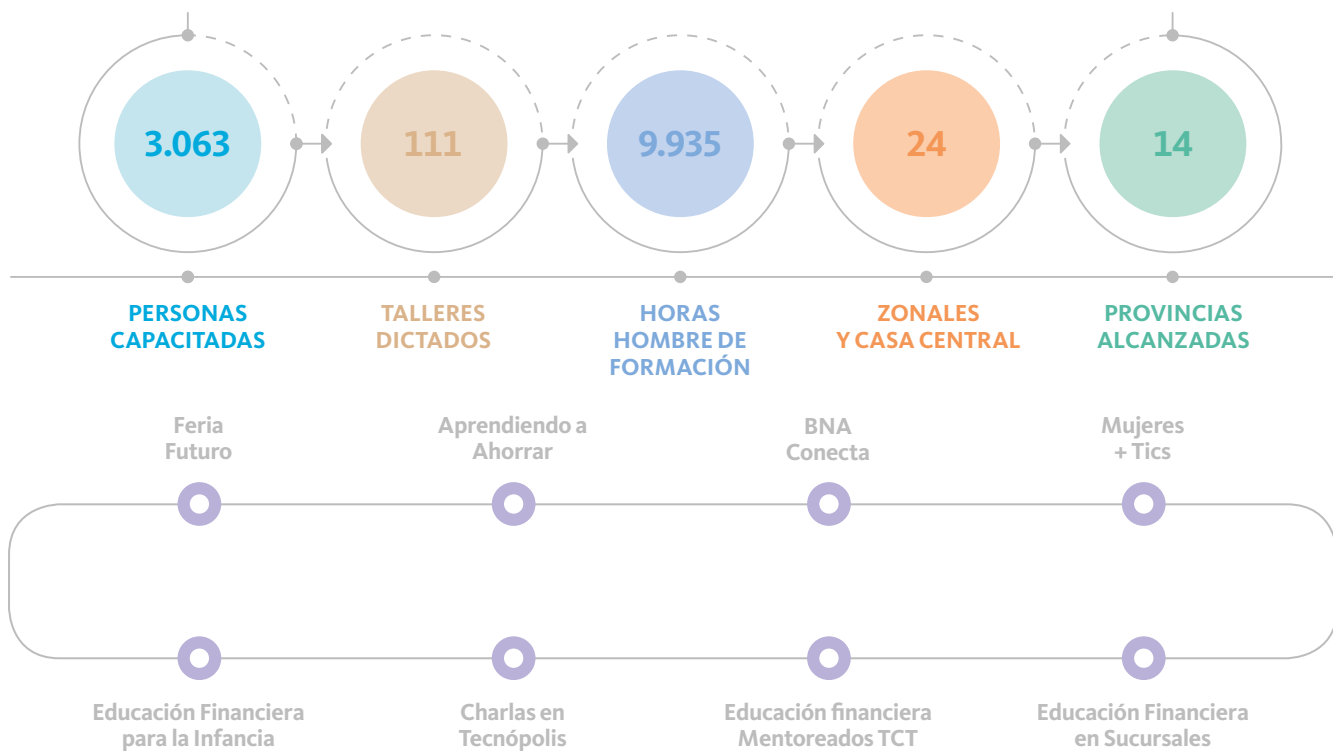 3.063
111
9.935
24
14
PERSONAS
CAPACITADAS
TALLERES
DICTADOS
HORAS
HOMBRE DE
FORMACIÓN
ZONALES
Y CASA CENTRAL
PROVINCIAS
ALCANZADAS
Feria
Futuro
Aprendiendo a
Ahorrar
BNA
Conecta
Mujeres
+ Tics
Educación Financiera
para la Infancia
Charlas en
Tecnópolis
Educación financiera
Mentoreados TCT
Educación Financiera
en Sucursales